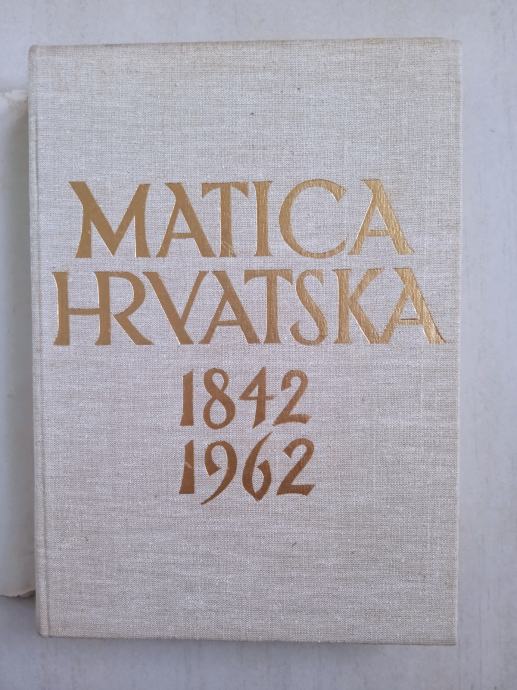 MATICA
HRVATSKA
1842
1962